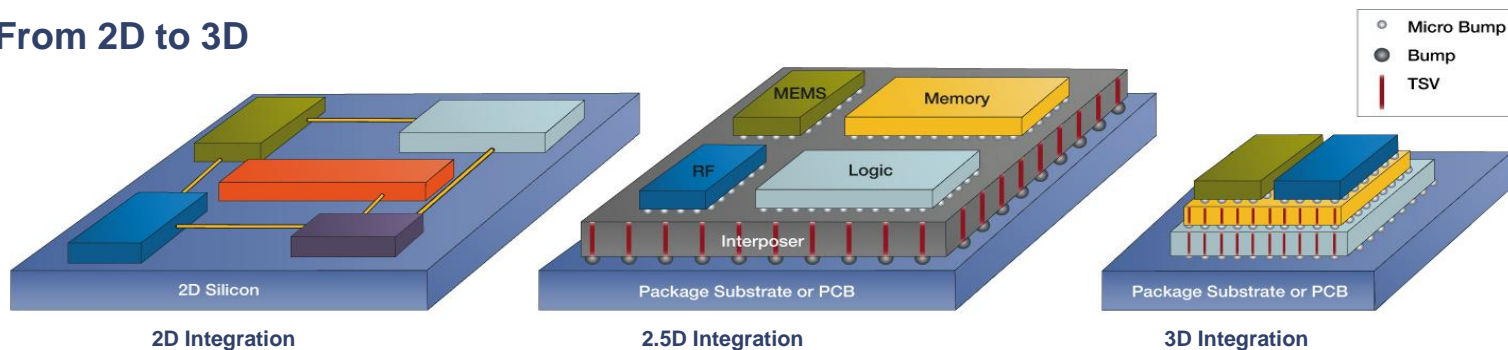 From 2D to 3D
Micro Bump
Bump
TSV
MEMS
Memory
RF
Logic
Interposer
2D Silicon
Package Substrate or PCB
Package Substrate or PCB
2D Integration
2.5D Integration
3D Integration